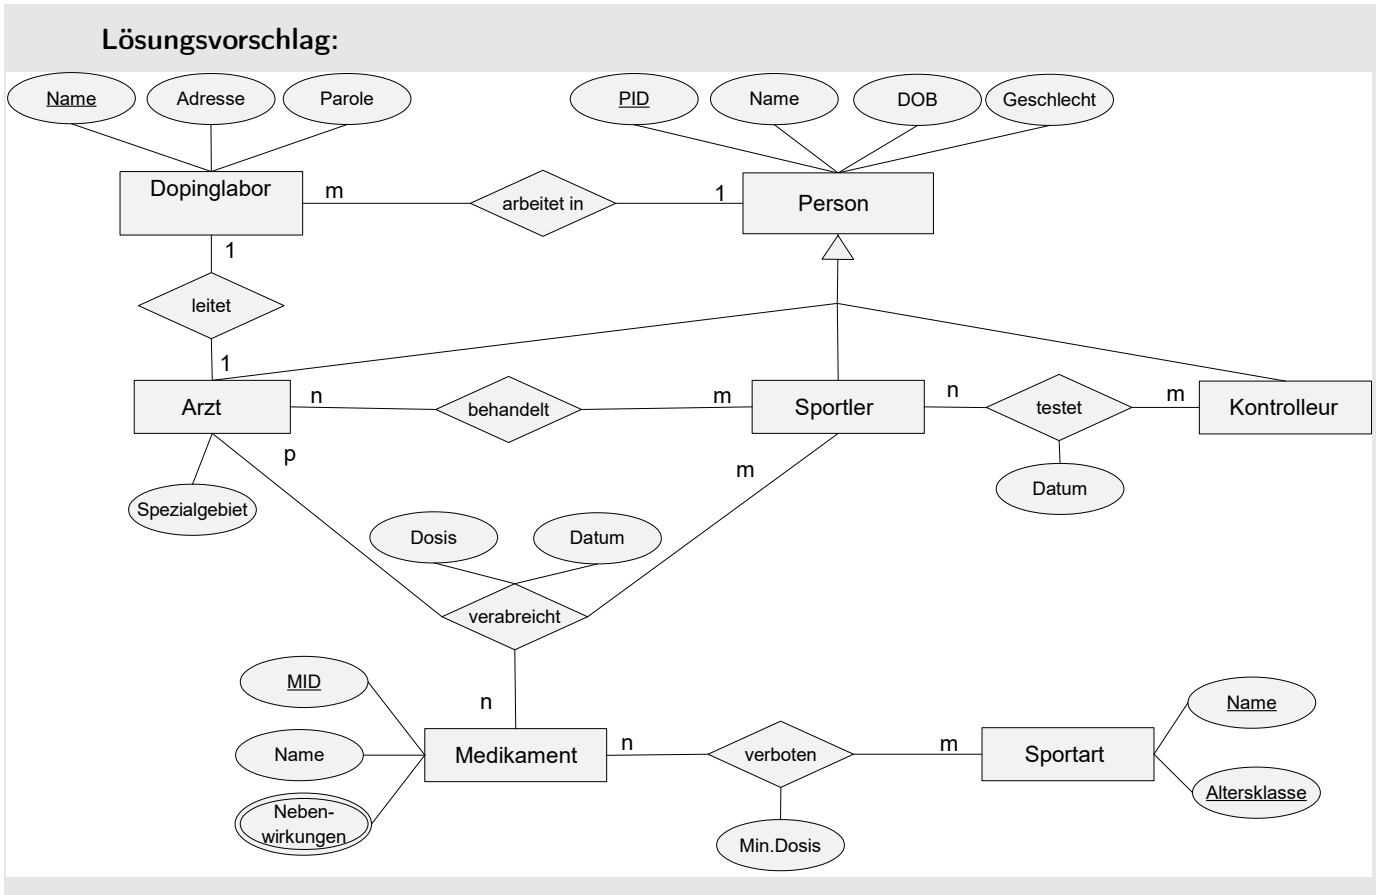 Lösungsvorschlag:
Name
Adresse
Parole
PID
Name
DOB
Geschlecht
Dopinglabor
m
arbeitet in
1
Person
1
leitet
1
Arzt
n
behandelt
m
Sportler
n
testet
m
Kontrolleur
p
m
Spezialgebiet
Datum
Dosis
Datum
verabreicht
MID
n
Name
Name
Medikament
n
verboten
m
Sportart
Neben-
wirkungen
Altersklasse
Min.Dosis